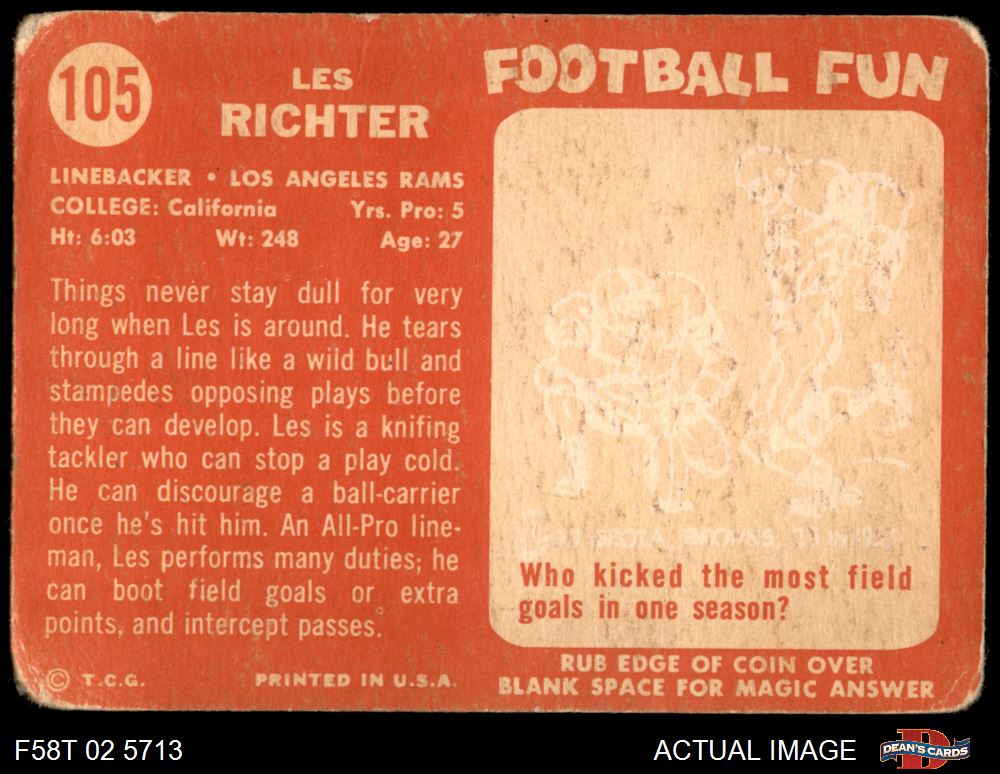 105
LES
RICHTER
LINEBACKER • LOS ANGELES RAMS
COLLEGE: California Yrs. Pro: 5
Ht: 6:03 Wt: 248 Age: 27
Things never stay dull for very
long when Les is around. He tears
through a line like a wild bull and
stampedes opposing plays before
they can develop. Les is a knifing
tackler who can stop a play cold.
He can discourage a ball-carrier
once he's hit him. An All-Pro line-
man, Les performs many duties; he
can boot field goals or extra
points, and intercept passes.
© T.C.G. PRINTED IN U.S.A.
FOOTBALL FUN
BROWNS, IN
Who kicked the most field
goals in one season?
RUB EDGE OF COIN OVER
BLANK SPACE FOR MAGIC ANSWER
F58T 02 5713
ACTUAL IMAGE
DEAN'S CARDS